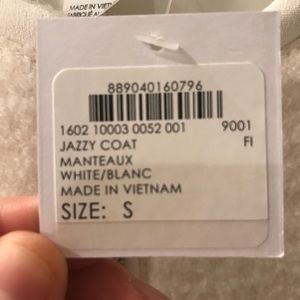 MADE IN VIETN
FABRIQUÉ AU
889040160796
1602 10003 0052 001 9001
JAZZY COAT FI
MANTEAUX
WHITE/BLANC
MADE IN VIETNAM
SIZE: S